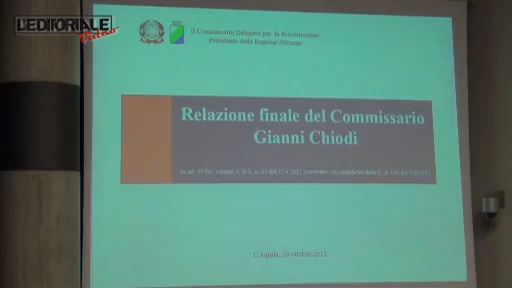 L'EDITORIALE
Video
Il Commissario Delegato per la Ricostruzione
Presidente della Regione Abruzzo
Relazione finale del Commissario
Gianni Chiodi
L'Aquila, 29 ottobre 2012